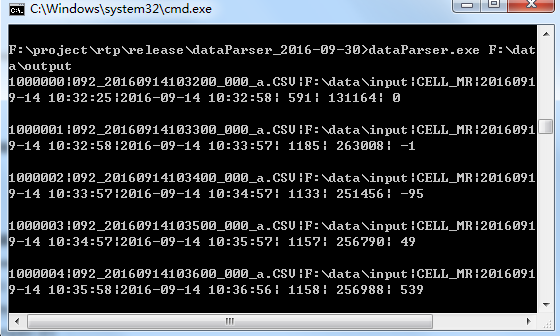 C:\Windows\system32\cmd.exe
F:\project\rtp\release\dataParser_2016-09-30>dataParser.exe F:\dat
a\output
1000000¦092_20160914103200_000_a.CSV¦F:\data\input¦CELL_MR¦2016091
9-14 10:32:25¦2016-09-14 10:32:58¦ 591¦ 131164¦ 0
1000001¦092_20160914103300_000_a.CSV¦F:\data\input¦CELL_MR¦2016091
9-14 10:32:58¦2016-09-14 10:33:57¦ 1185¦ 263008¦ -1
1000002¦092_20160914103400_000_a.CSV¦F:\data\input¦CELL_MR¦2016091
9-14 10:33:57¦2016-09-14 10:34:57¦ 1133¦ 251456¦ -95
1000003¦092_20160914103500_000_a.CSV¦F:\data\input¦CELL_MR¦2016091
9-14 10:34:57¦2016-09-14 10:35:57¦ 1157¦ 256790¦ 49
1000004¦092_20160914103600_000_a.CSV¦F:\data\input¦CELL_MR¦2016091
9-14 10:35:58¦2016-09-14 10:36:56¦ 1158¦ 256988¦ 539